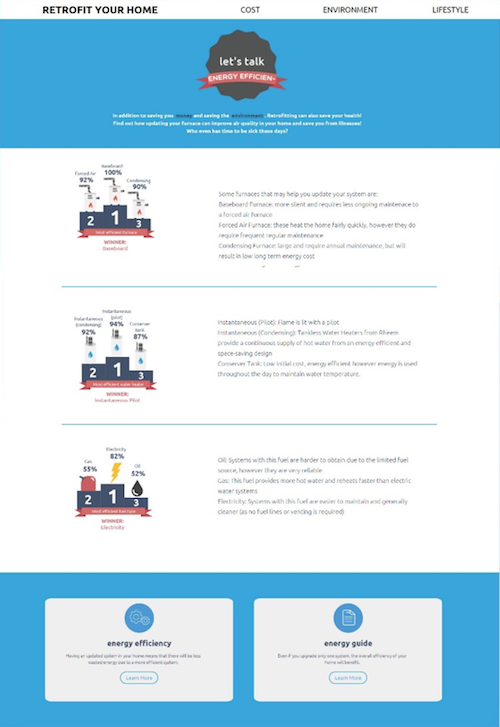 RETROFIT YOUR HOME COST ENVIRONMENT LIFESTYLE
let's talk
ENERGY EFFICIEN
In addition to saving you money and saving the environment Retrofitting can also save your health!
Find out how updating your furnace can improve air quality in your home and save you from illnesses!
Who even has time to be sick these days?
Baseboard
100%
Forced Air
92%
Condensing
90%
2 1 3
Most efficient furnace
WINNER:
Baseboard
Some furnaces that may help you update your system are:
Baseboard Furnace: more silent and requires less ongoing maintenace to
a forced air furnace
Forced Air Furnace: these heat the home fairly quickly, however they do
require frequent regular maintenance
Condensing Furnace: large and require annual maintenance, but will
result in low long term energy cost
Instantaneous
(pilot)
94%
Instantaneous
(condensing)
92%
Conserver
tank
87%
2 1 3
Most efficient water heater
WINNER:
Instantaneous Pilot
Instantaneous (Pilot): Flame is lit with a pilot
Instantaneous (Condensing): Tankless Water Heaters from Rheem
provide a continuous supply of hot water from an energy efficient and
space-saving design
Conserver Tank: Low initial cost, energy efficient however energy is used
throughout the day to maintain water temperature.
Electricity
82%
Gas
55%
Oil
52%
2 1 3
Most efficient fuel type
WINNER:
Electricity
Oil: Systems with this fuel are harder to obtain due to the limited fuel
source, however they are very reliable
Gas: This fuel provides more hot water and reheats faster than electric
water systems
Electricity: Systems with this fuel are easier to maintain and generally
cleaner (as no fuel lines or venting is required)
energy efficiency
Having an updated system in your home means that there will be less
wasted energy due to a more efficient system.
Learn More
energy guide
Even if you upgrade only one system, the overall efficiency of your
home will benefit.
Learn More